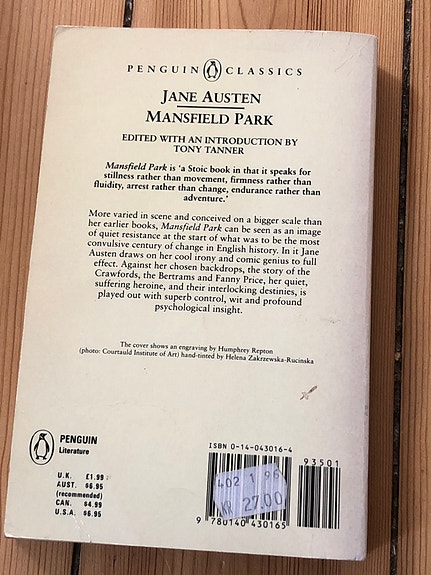 PENGUIN CLASSICS
JANE AUSTEN
MANSFIELD PARK
EDITED WITH AN INTRODUCTION BY
TONY TANNER
Mansfield Park is 'a Stoic book in that it speaks for
stillness rather than movement, firmness rather than
fluidity, arrest rather than change, endurance rather than
adventure.'
More varied in scene and conceived on a bigger scale than
her earlier books, Mansfield Park can be seen as an image
of quiet resistance at the start of what was to be the most
convulsive century of change in English history. In it Jane
Austen draws on her cool irony and comic genius to full
effect. Against her chosen backdrops, the story of the
Crawfords, the Bertrams and Fanny Price, her quiet,
suffering heroine, and their interlocking destinies, is
played out with superb control, wit and profound
psychological insight.
The cover shows an engraving by Humphrey Repton
(photo: Courtauld Institute of Art) hand-tinted by Helena Zakrzewska-Rucinska
PENGUIN
Literature
U.K. £1.99
AUST. $6.95
(recommended)
CAN. $4.99
U.S.A. $6.95
ISBN 0-14-043016-4
93501
402 1 96
KR 27.00
9 780140 430165